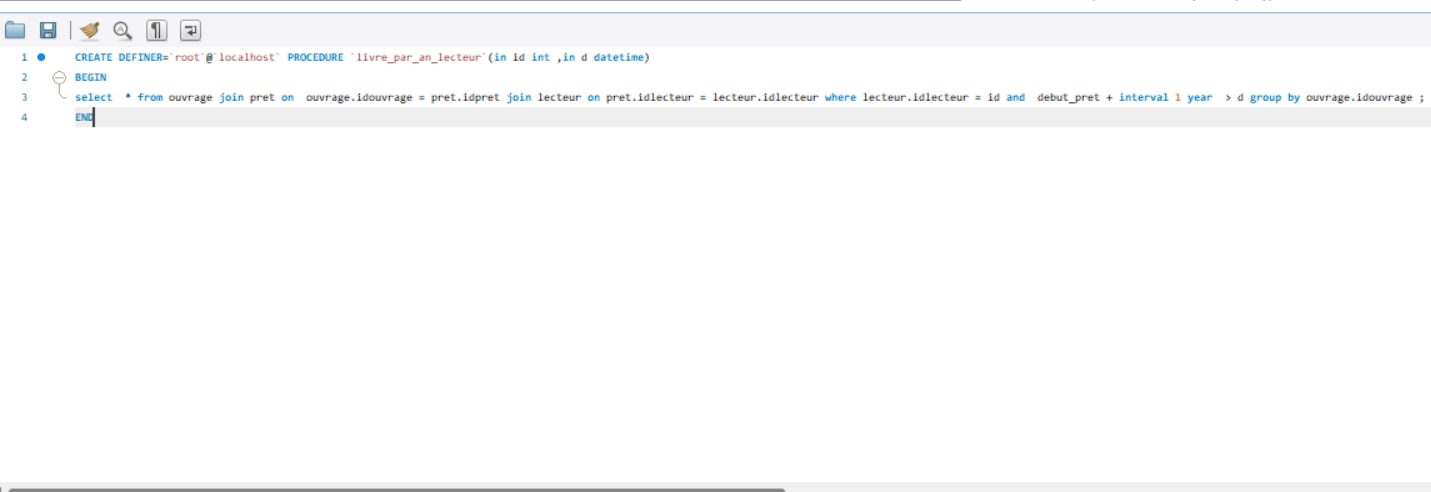 1 CREATE DEFINER=`root`@`localhost` PROCEDURE `livre_par_an_lecteur`(in id int ,in d datetime)
2 BEGIN
3 select  * from ouvrage join pret on  ouvrage.idouvrage = pret.idpret join lecteur on pret.idlecteur = lecteur.idlecteur where lecteur.idlecteur = id and  debut_pret + interval 1 year  > d group by ouvrage.idouvrage ;
4 END